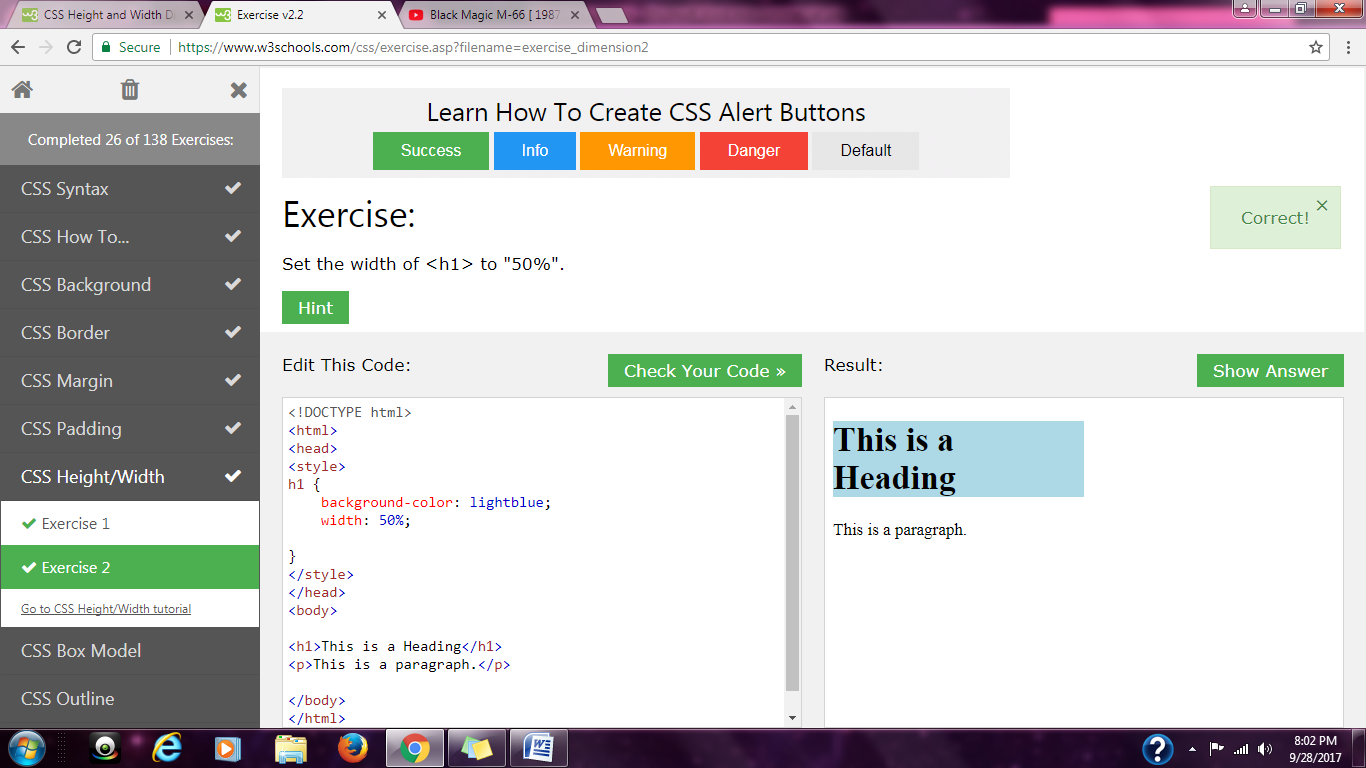 CSS Height and Width Di
Exercise v2.2
Black Magic M-66 [ 1987
Secure
https://www.w3schools.com/css/exercise.asp?filename=exercise_dimension2
Completed 26 of 138 Exercises:
CSS Syntax
CSS How To...
CSS Background
CSS Border
CSS Margin
CSS Padding
CSS Height/Width
Exercise 1
Exercise 2
Go to CSS Height/Width tutorial
CSS Box Model
CSS Outline
Learn How To Create CSS Alert Buttons
Success Info Warning Danger Default
Exercise:
Correct!
Set the width of <h1> to "50%".
Hint
Edit This Code:
Check Your Code »
<!DOCTYPE html>
<html>
<head>
<style>
h1 {
    background-color: lightblue;
    width: 50%;
}
</style>
</head>
<body>
<h1>This is a Heading</h1>
<p>This is a paragraph.</p>
</body>
</html>
Result:
Show Answer
This is a
Heading
This is a paragraph.
8:02 PM
9/28/2017